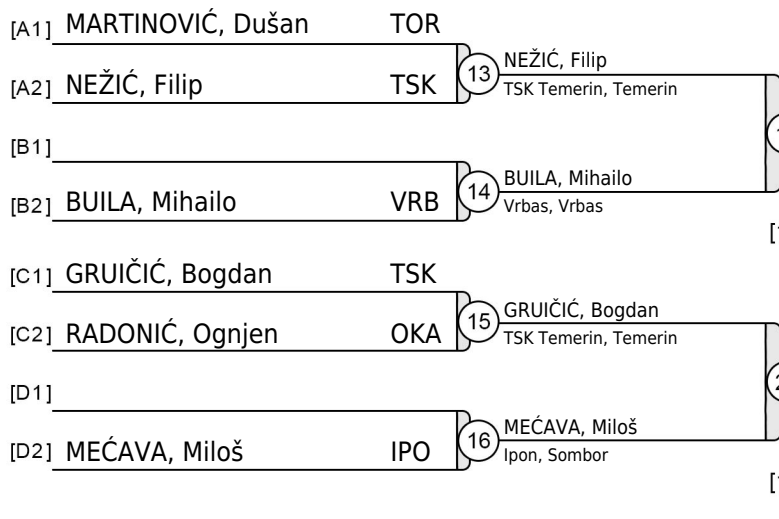 [A1] MARTINOVIĆ, Dušan TOR
[A2] NEŽIĆ, Filip TSK
13
NEŽIĆ, Filip
TSK Temerin, Temerin
[B1]
[B2] BUILA, Mihailo VRB
14
BUILA, Mihailo
Vrbas, Vrbas
[C1] GRUIČIĆ, Bogdan TSK
[C2] RADONIĆ, Ognjen OKA
15
GRUIČIĆ, Bogdan
TSK Temerin, Temerin
[D1]
[D2] MEĆAVA, Miloš IPO
16
MEĆAVA, Miloš
Ipon, Sombor